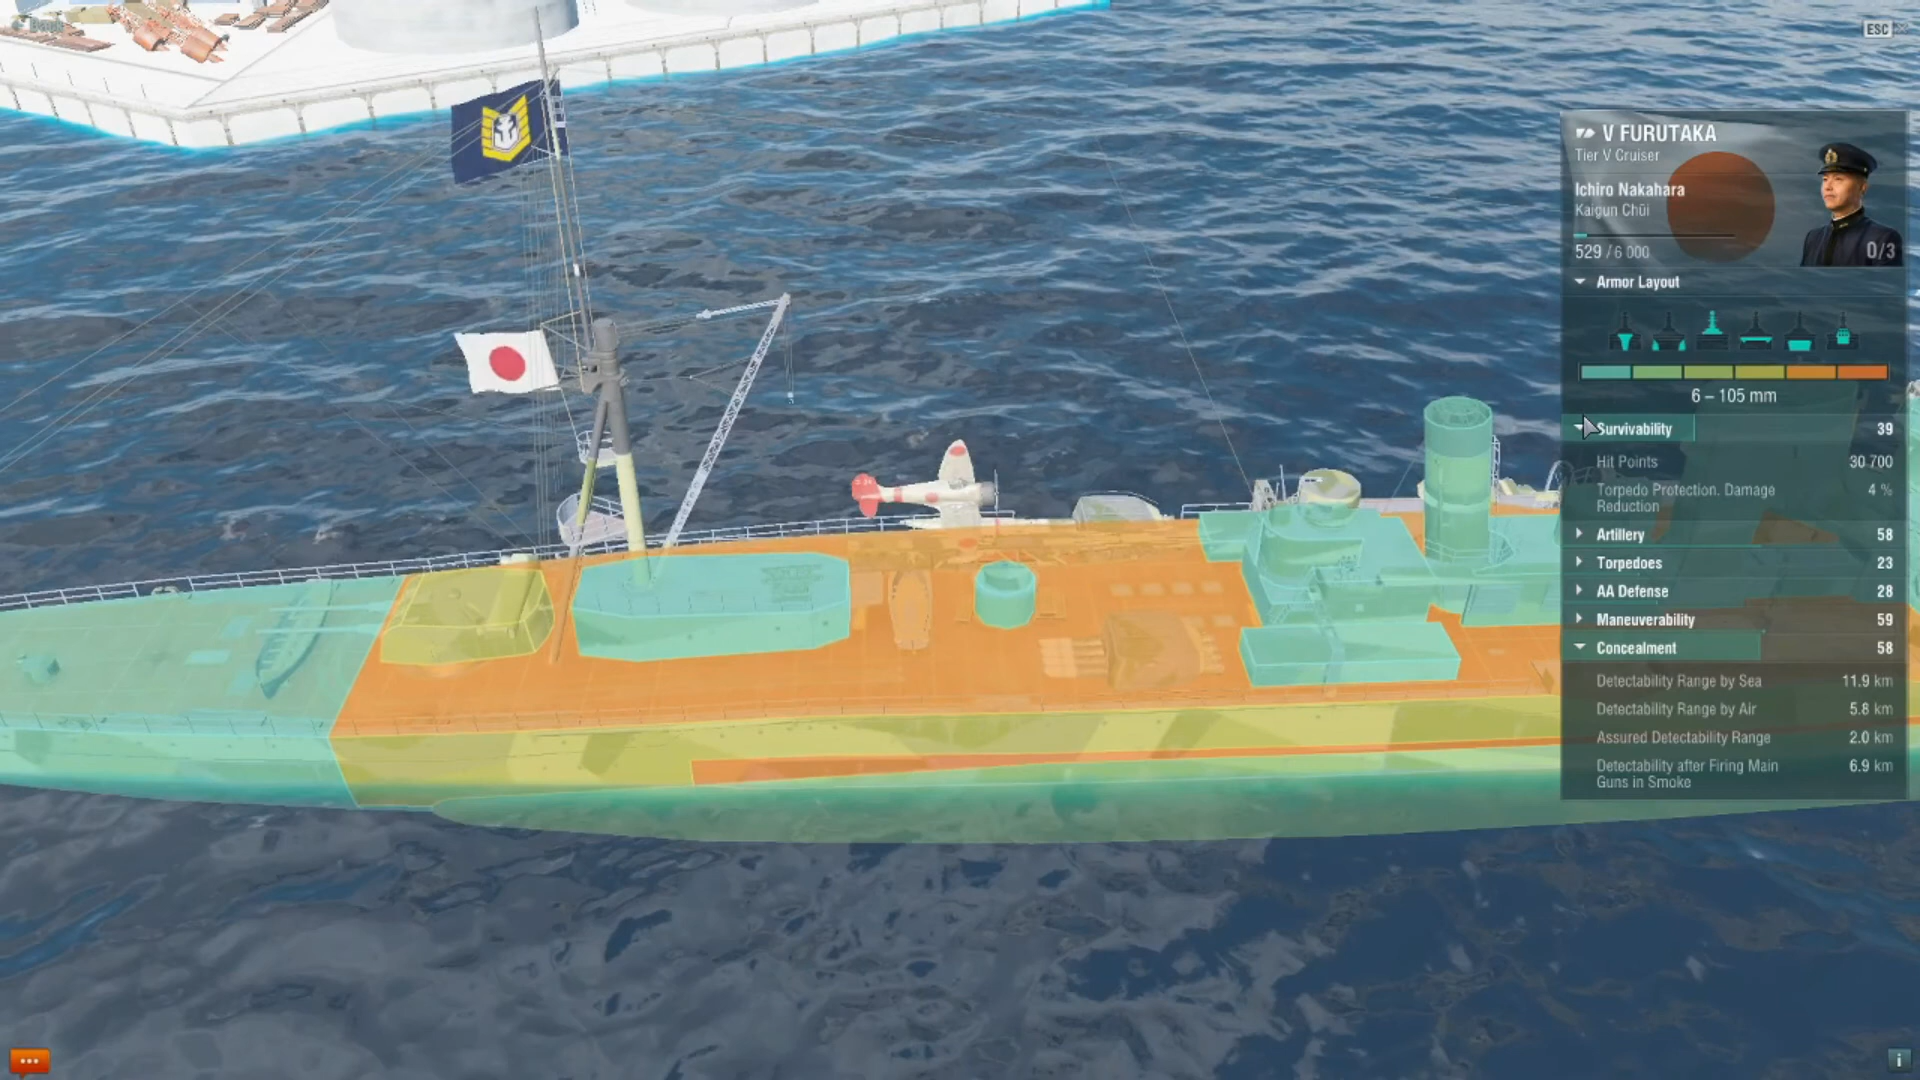 Back
ESC
V FURUTAKA
Tier V Cruiser
Ichiro Nakahara
Kaigun Chūi
529 / 6 000
0/3
Armor Layout
6 – 105 mm
Survivability 39
Hit Points 30 700
Torpedo Protection. Damage Reduction 4 %
Artillery 58
Torpedoes 23
AA Defense 28
Maneuverability 59
Concealment 58
Detectability Range by Sea 11.9 km
Detectability Range by Air 5.8 km
Assured Detectability Range 2.0 km
Detectability after Firing Main Guns in Smoke 6.9 km